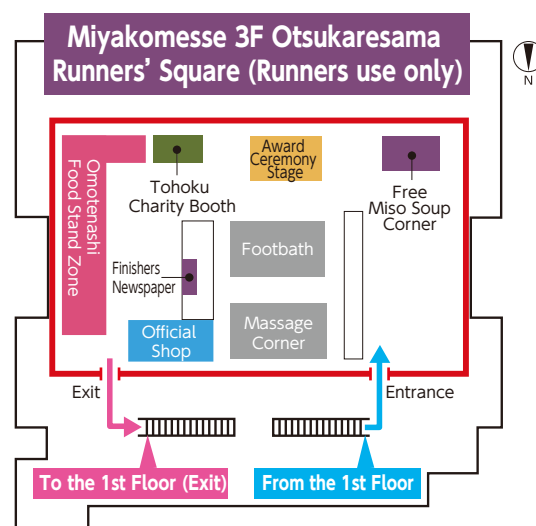 Miyakomesse 3F Otsukaresama
Runners’ Square (Runners use only)
N
Omotenashi
Food Stand Zone
Tohoku
Charity Booth
Award
Ceremony
Stage
Free
Miso Soup
Corner
Finishers
Newspaper
Footbath
Official
Shop
Massage
Corner
Exit
Entrance
To the 1st Floor (Exit)
From the 1st Floor